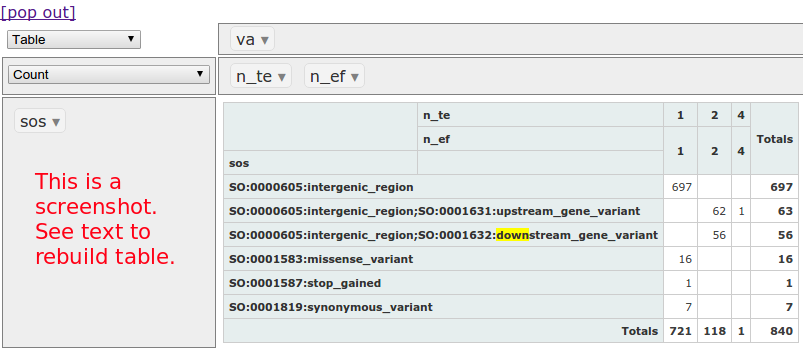 [pop out]
Table
va ▾
Count
n_te ▾ n_ef ▾
sos ▾
This is a
screenshot.
See text to
rebuild table.
n_te 1 2 4 Totals
n_ef 1 2 4
sos
SO:0000605:intergenic_region 697 697
SO:0000605:intergenic_region;SO:0001631:upstream_gene_variant 62 1 63
SO:0000605:intergenic_region;SO:0001632:downstream_gene_variant 56 56
SO:0001583:missense_variant 16 16
SO:0001587:stop_gained 1 1
SO:0001819:synonymous_variant 7 7
Totals 721 118 1 840